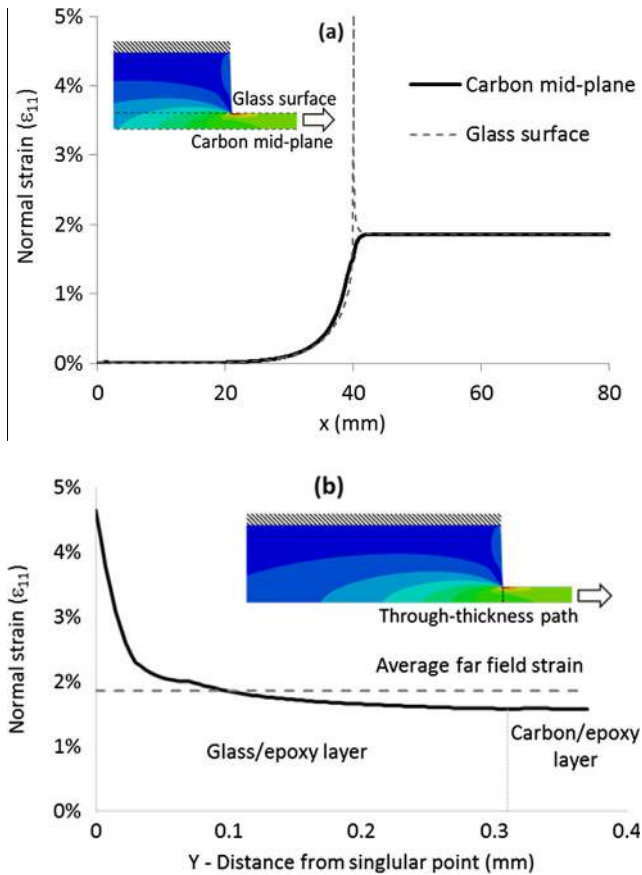 (a)
5%
4%
3%
2%
1%
0%
Normal strain (ε11)
Glass surface
Carbon mid-plane
Carbon mid-plane
Glass surface
0
20
40
60
80
x (mm)
(b)
5%
4%
3%
2%
1%
0%
Normal strain (ε11)
Through-thickness path
Average far field strain
Glass/epoxy layer
Carbon/epoxy
layer
0
0.1
0.2
0.3
0.4
Y - Distance from singlular point (mm)